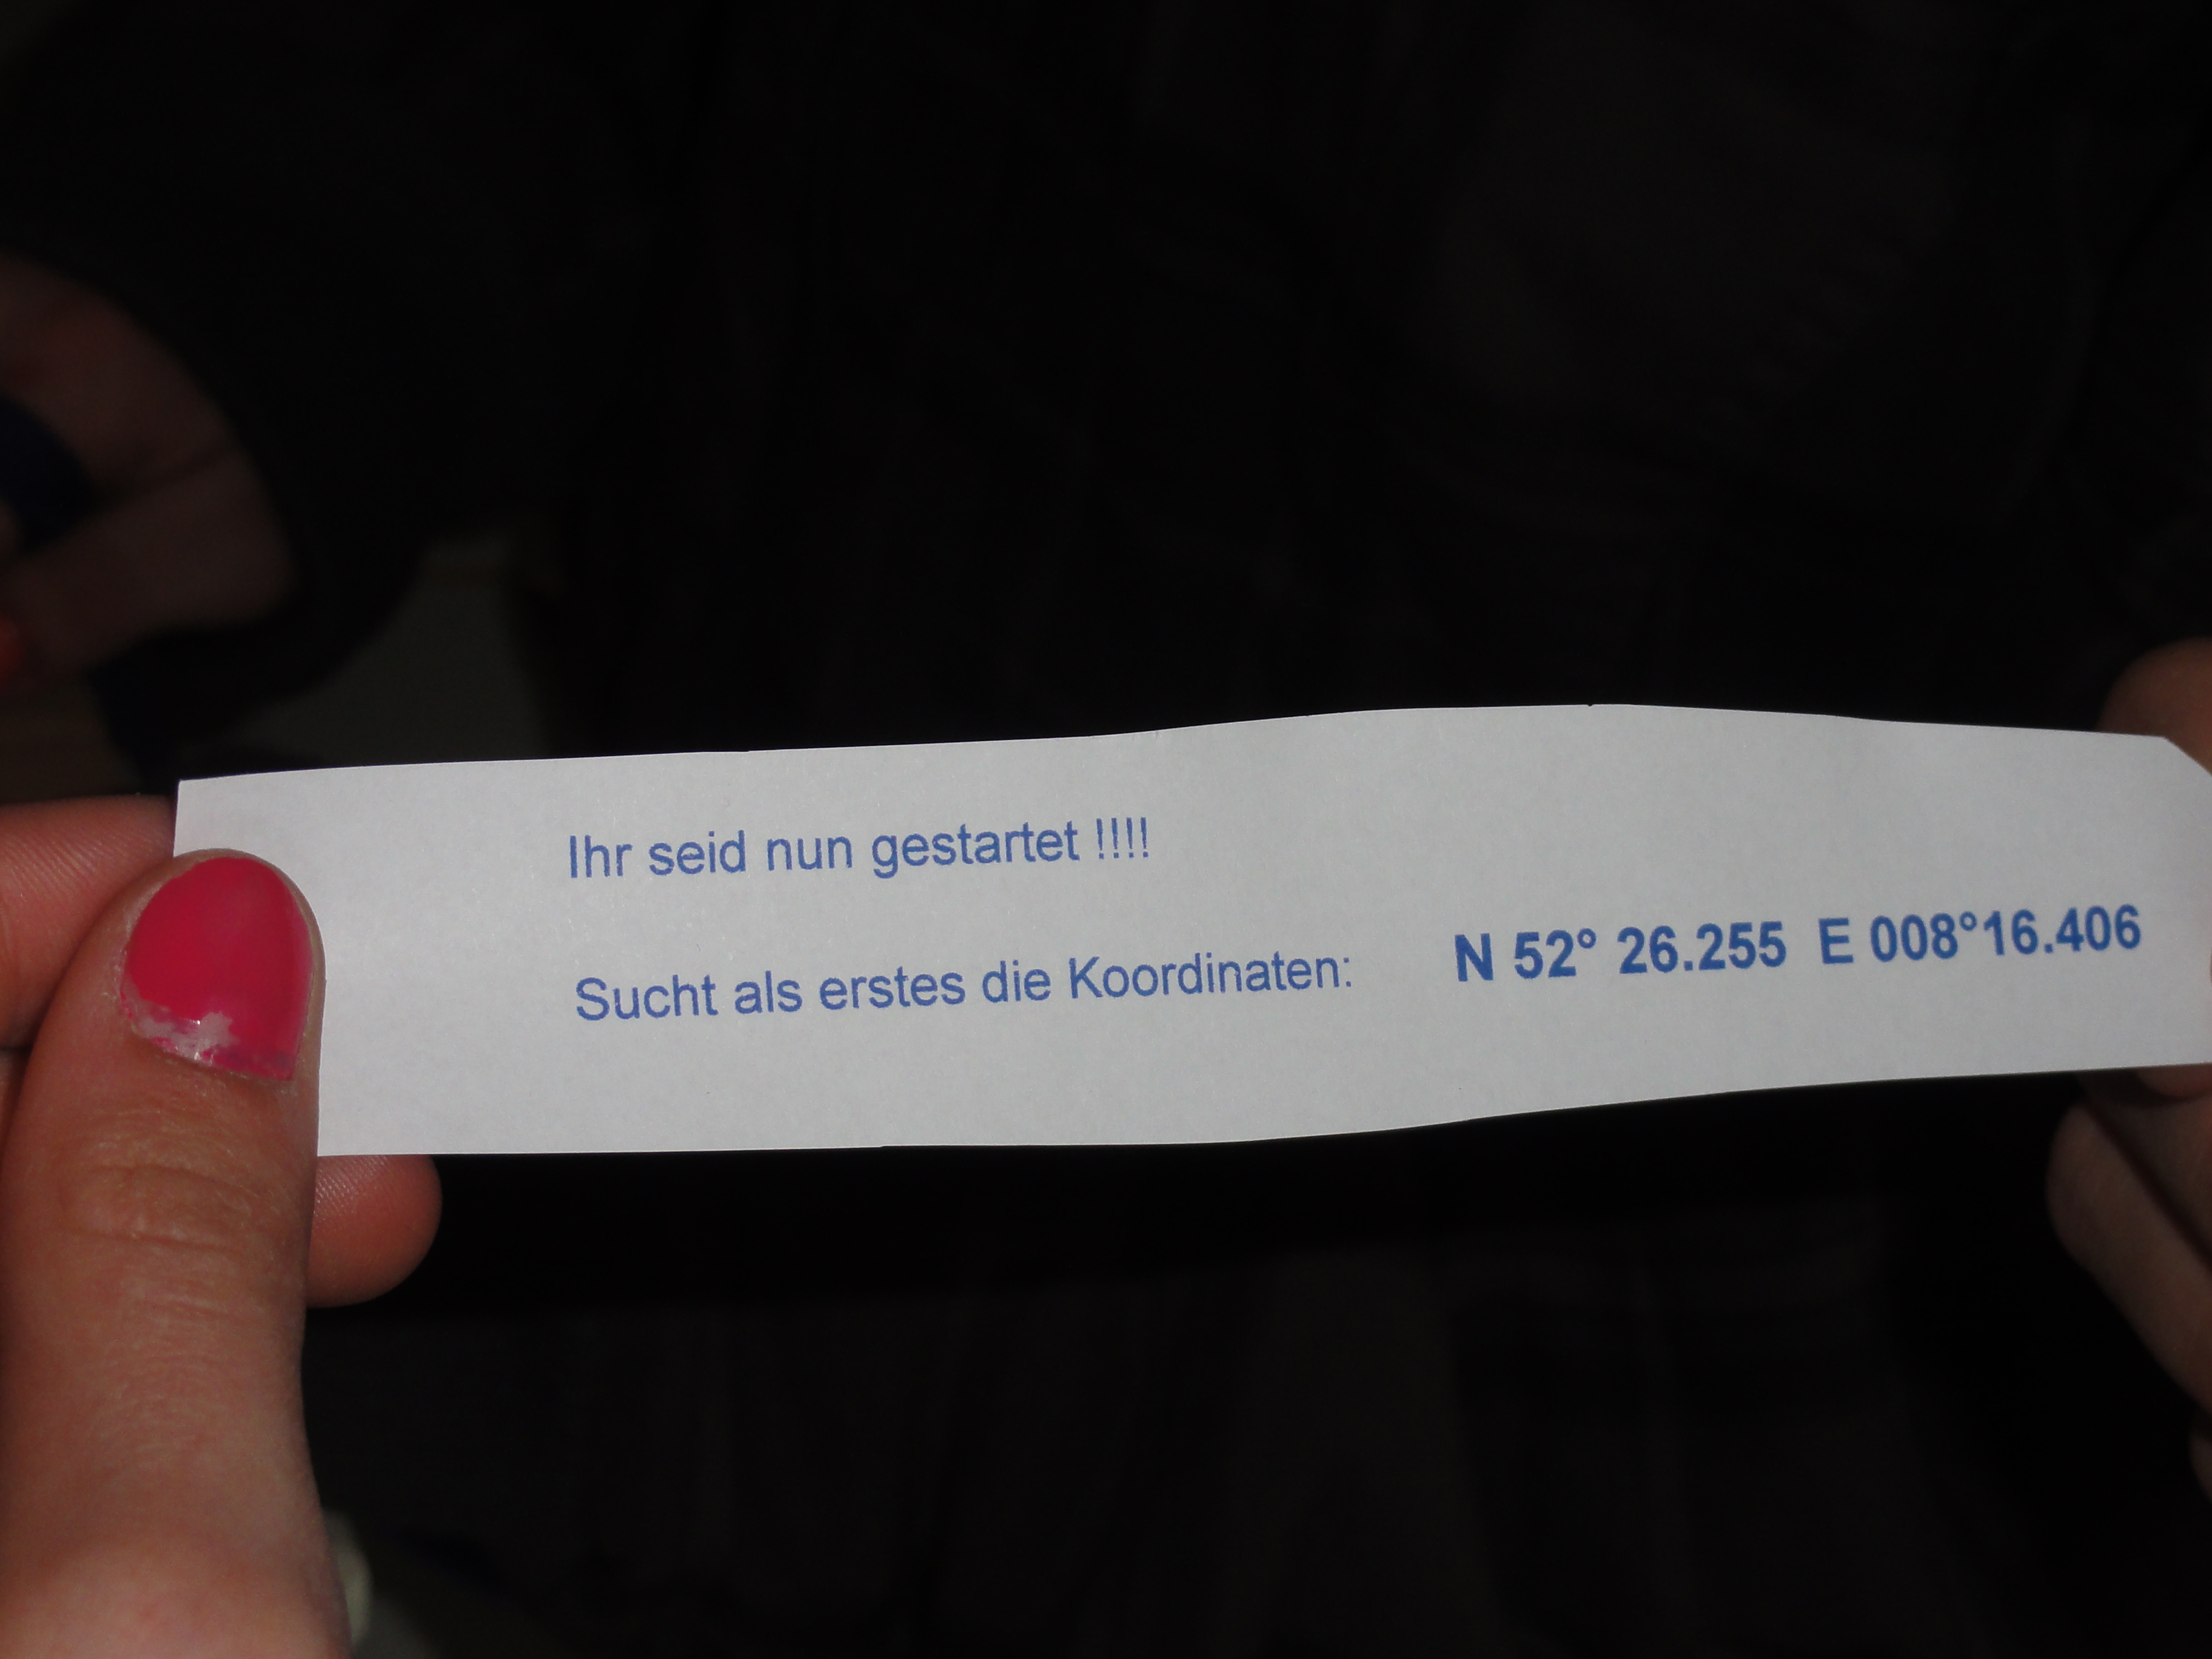 Ihr seid nun gestartet !!!!
Sucht als erstes die Koordinaten: N 52° 26.255 E 008°16.406